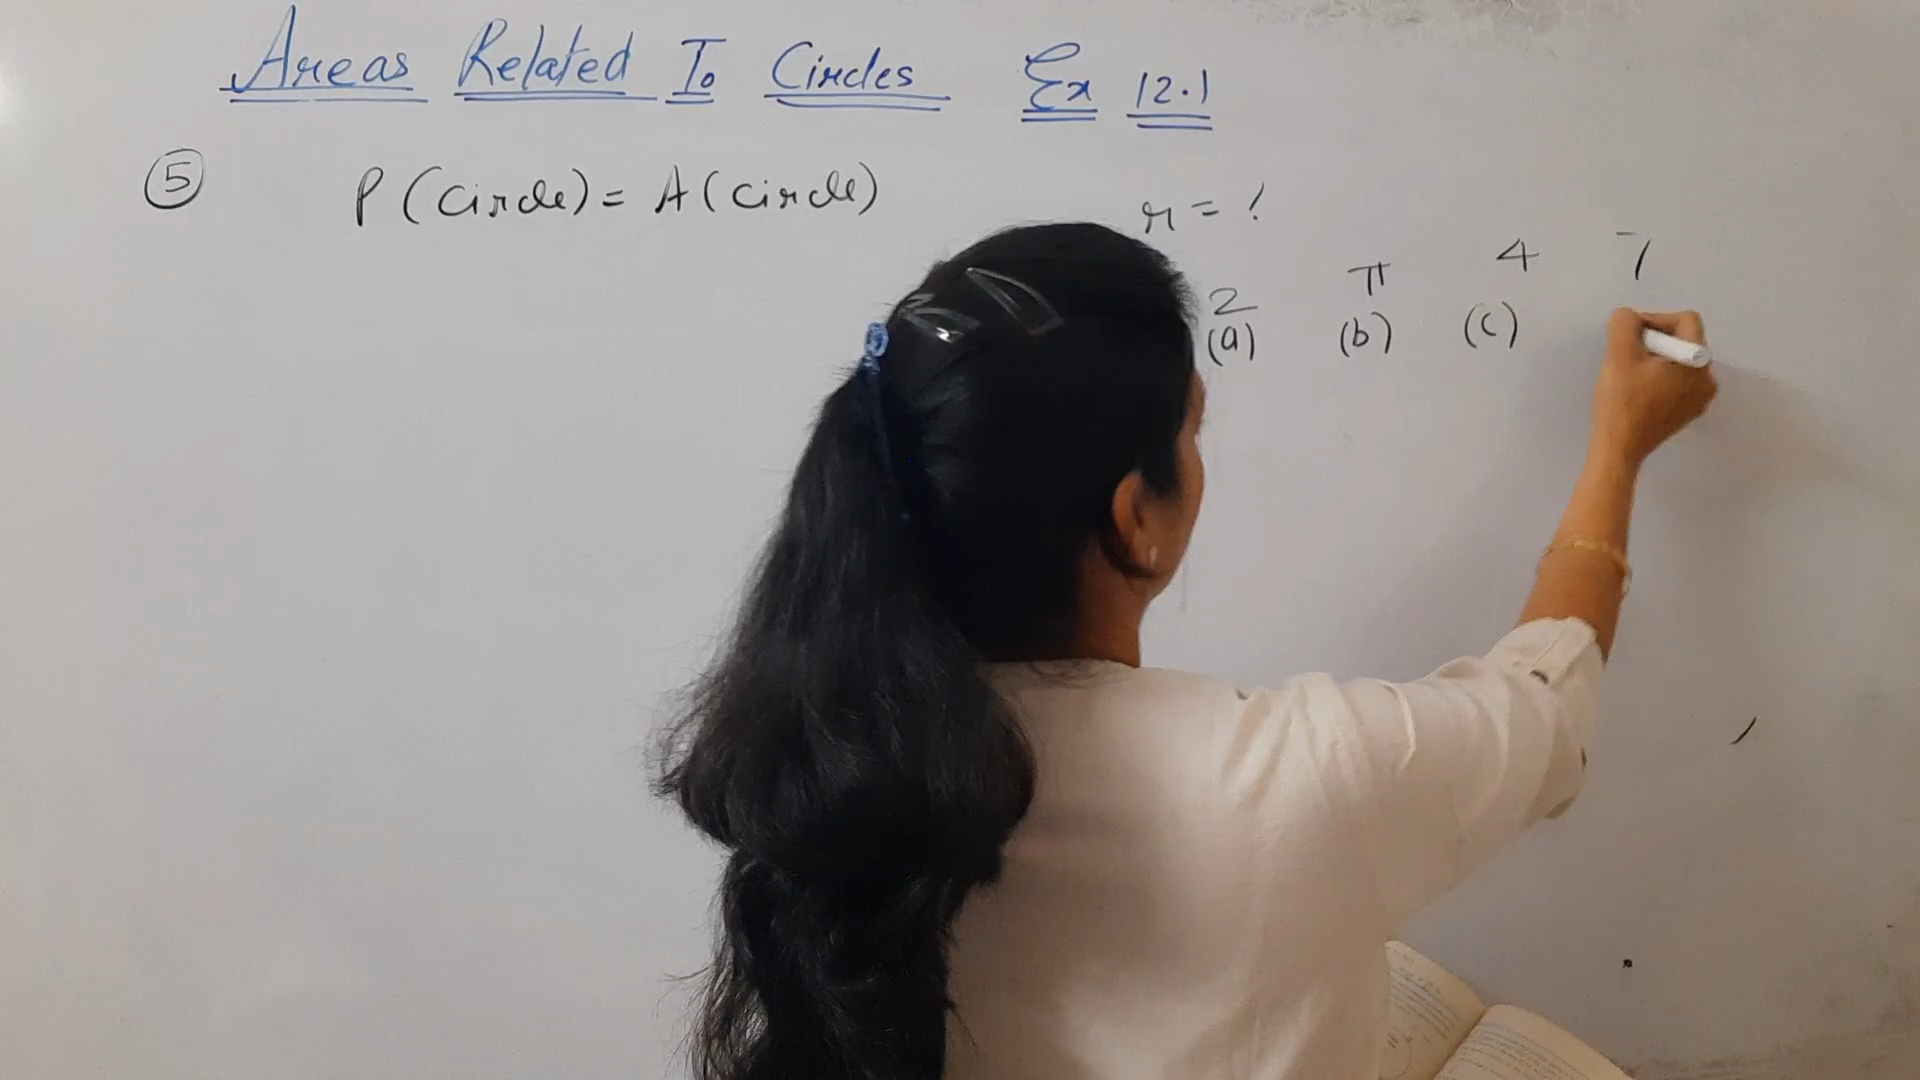 Areas Related To Circles Ex 12.1
(5) P (circle) = A (circle)
r = ?
2 π 4 7
(a) (b) (c)